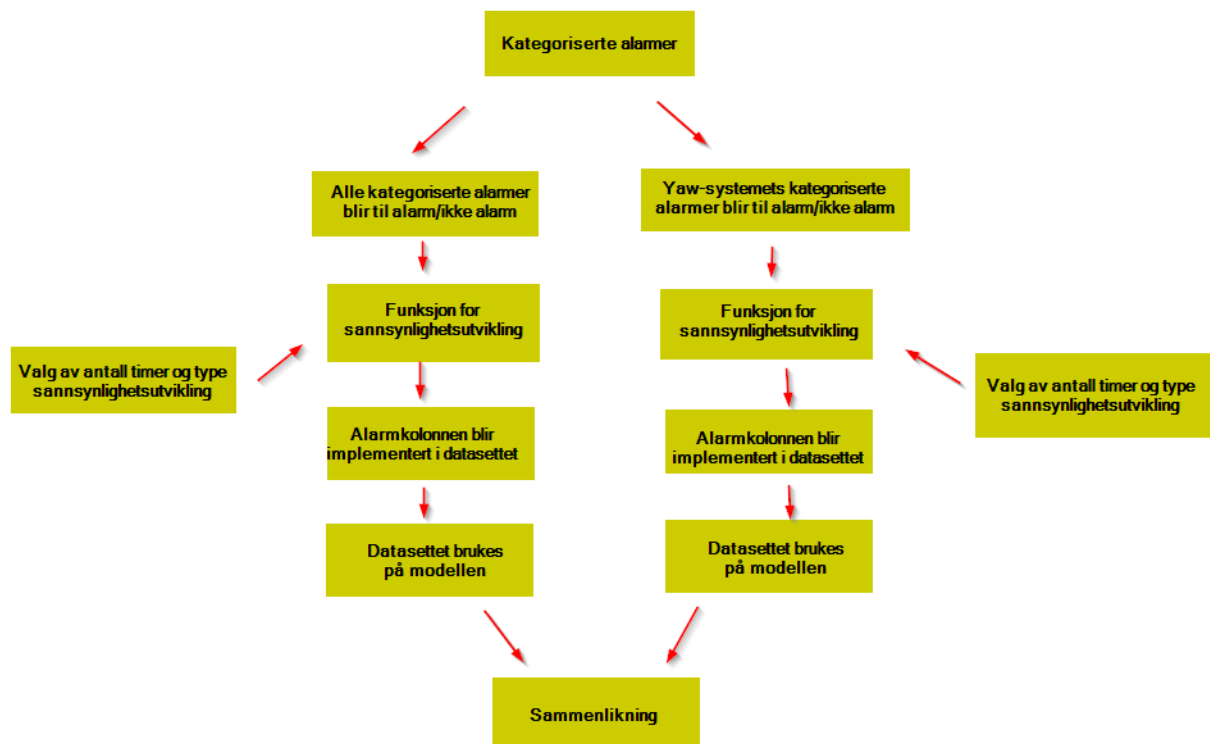 Kategoriserte alarmer
Alle kategoriserte alarmer
blir til alarm/ikke alarm
Yaw-systemets kategoriserte
alarmer blir til alarm/ikke alarm
Funksjon for
sannsynlighetsutvikling
Funksjon for
sannsynlighetsutvikling
Valg av antall timer og type
sannsynlighetsutvikling
Valg av antall timer og type
sannsynlighetsutvikling
Alarmkolonnen blir
implementert i datasettet
Alarmkolonnen blir
implementert i datasettet
Datasettet brukes
på modellen
Datasettet brukes
på modellen
Sammenlikning